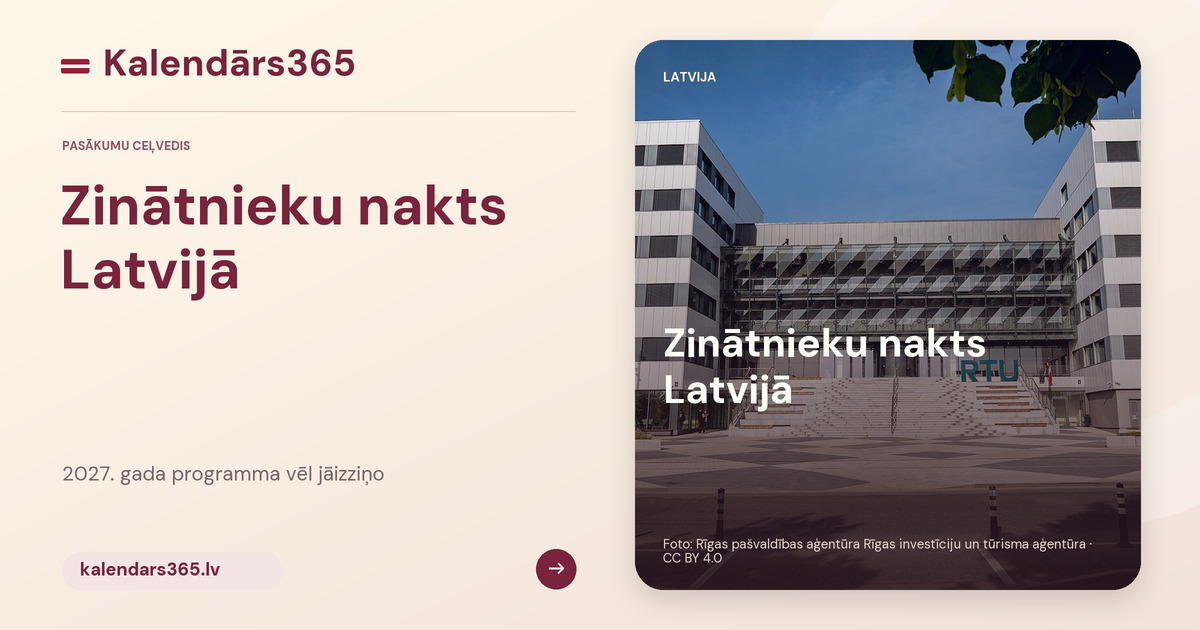 Kalendārs365
PASĀKUMU CEĻVEDIS
Zinātnieku nakts
Latvijā
2027. gada programma vēl jāizziņo
kalendars365.lv
LATVIJA
Zinātnieku nakts
Latvijā
RTU
Foto: Rīgas pašvaldības aģentūra Rīgas investīciju un tūrisma aģentūra ·
CC BY 4.0